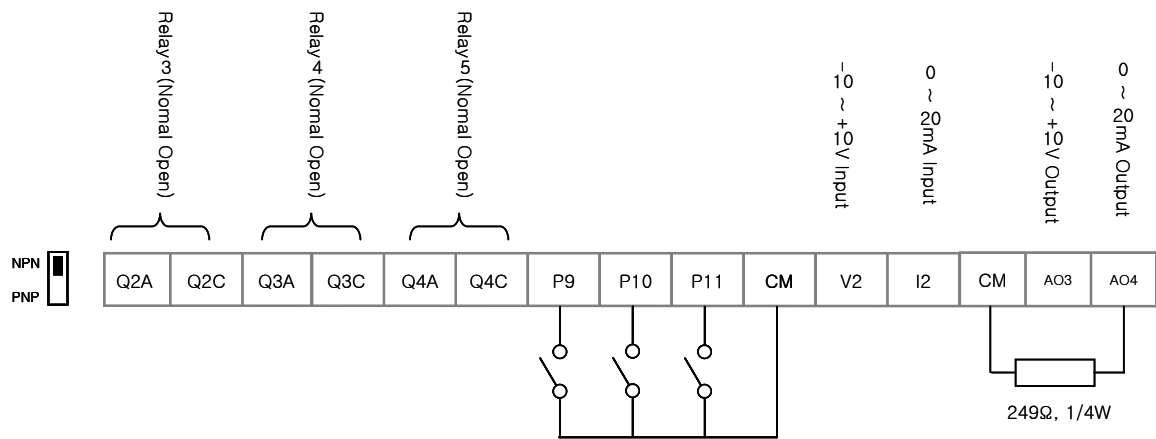 Relay3 (Nomal Open)
Relay4 (Nomal Open)
Relay5 (Nomal Open)
-10 ~ +10V Input
0 ~ 20mA Input
-10 ~ +10V Output
0 ~ 20mA Output
NPN
PNP
Q2A Q2C Q3A Q3C Q4A Q4C P9 P10 P11 CM V2 I2 CM AO3 AO4
249Ω, 1/4W